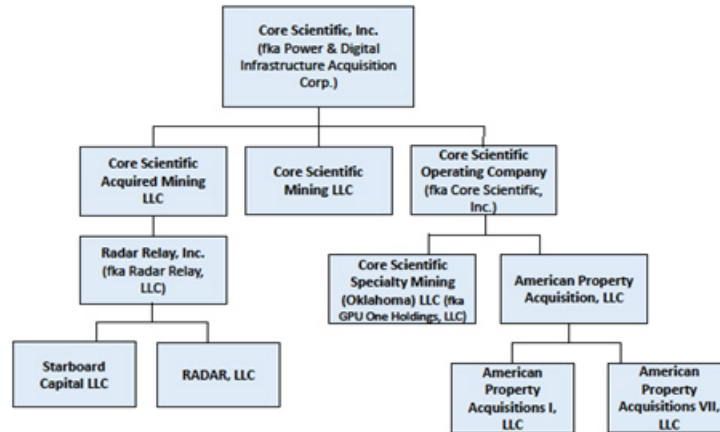 Core Scientific, Inc.
(fka Power & Digital
Infrastructure Acquisition
Corp.)
Core Scientific
Acquired Mining
LLC
Core Scientific
Mining LLC
Core Scientific
Operating Company
(fka Core Scientific,
Inc.)
Radar Relay, Inc.
(fka Radar Relay,
LLC)
Core Scientific
Specialty Mining
(Oklahoma) LLC (fka
GPU One Holdings, LLC)
American Property
Acquisition, LLC
Starboard
Capital LLC
RADAR, LLC
American
Property
Acquisitions I,
LLC
American
Property
Acquisitions VII,
LLC